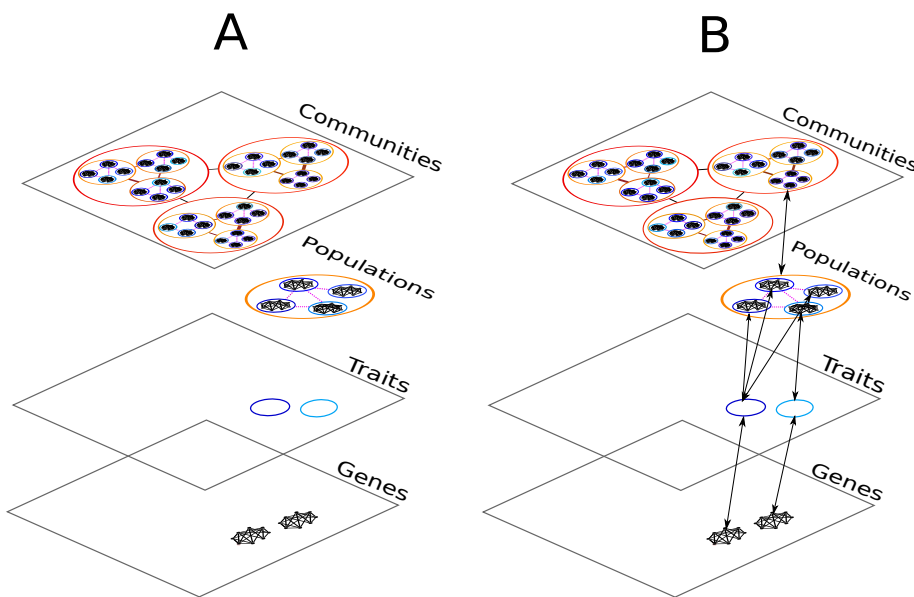 A
B
Communities
Communities
Populations
Populations
Traits
Traits
Genes
Genes